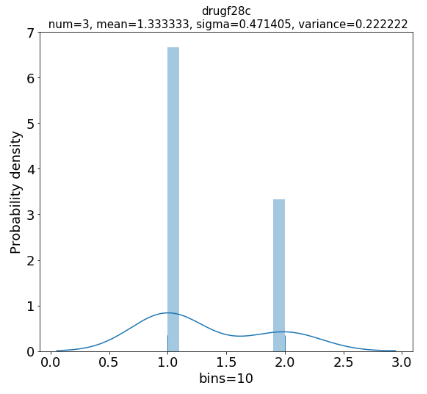 drugf28c
num=3, mean=1.333333, sigma=0.471405, variance=0.222222
7
6
5
4
3
2
1
0
Probability density
0.0 0.5 1.0 1.5 2.0 2.5 3.0
bins=10